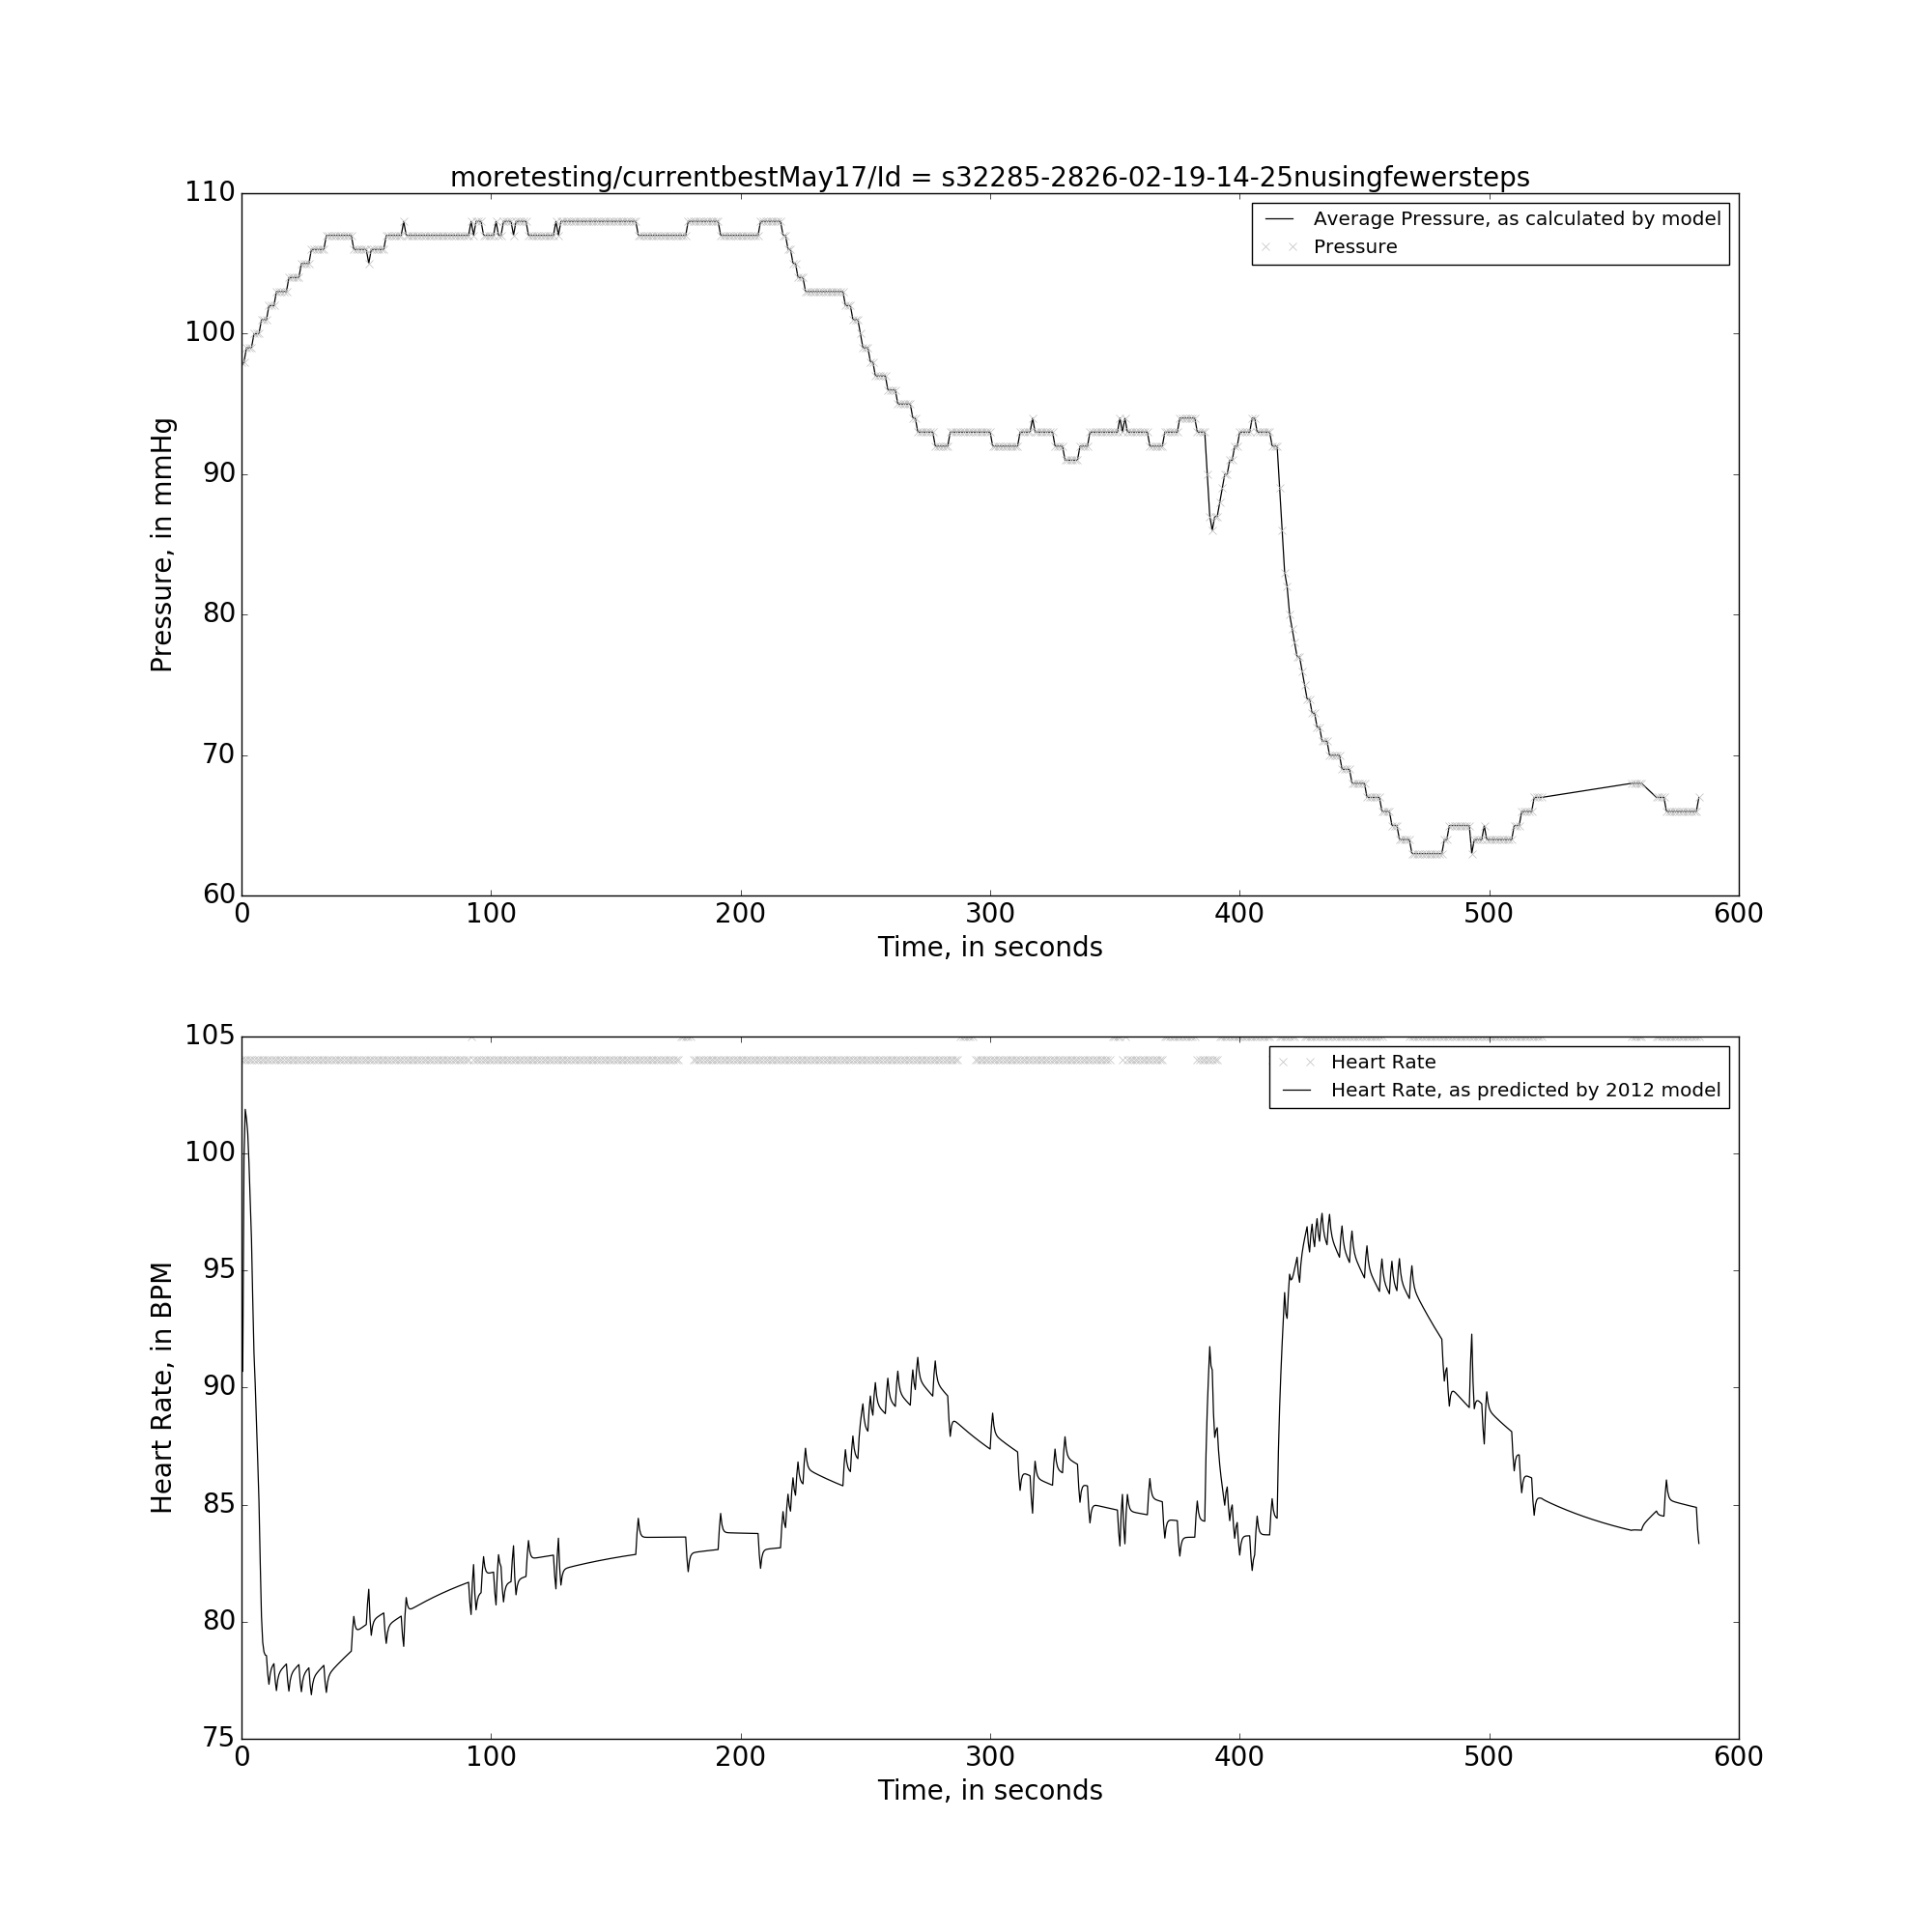 moretesting/currentbestMay17/Id = s32285-2826-02-19-14-25nusingfewersteps
110
100
90
80
70
60
Pressure, in mmHg
Average Pressure, as calculated by model
Pressure
0 100 200 300 400 500 600
Time, in seconds
105
100
95
90
85
80
75
Heart Rate, in BPM
Heart Rate
Heart Rate, as predicted by 2012 model
0 100 200 300 400 500 600
Time, in seconds